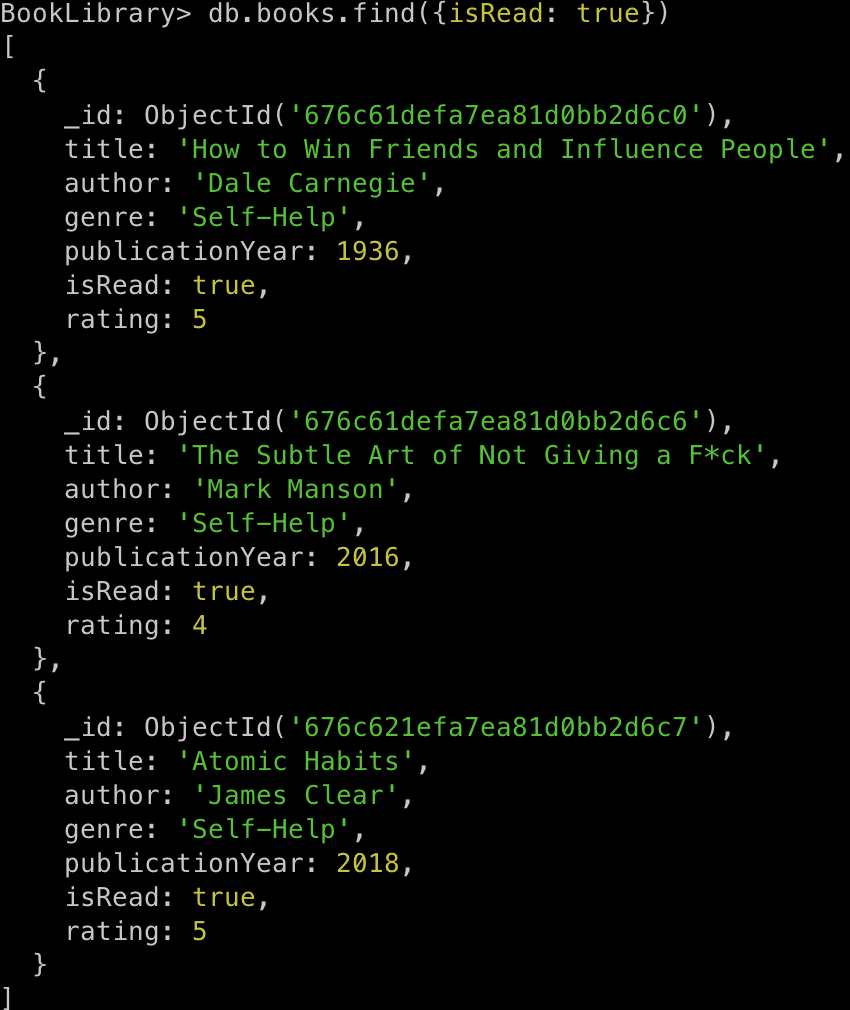 BookLibrary> db.books.find({isRead: true})
[
  {
    _id: ObjectId('676c61defa7ea81d0bb2d6c0'),
    title: 'How to Win Friends and Influence People',
    author: 'Dale Carnegie',
    genre: 'Self-Help',
    publicationYear: 1936,
    isRead: true,
    rating: 5
  },
  {
    _id: ObjectId('676c61defa7ea81d0bb2d6c6'),
    title: 'The Subtle Art of Not Giving a F*ck',
    author: 'Mark Manson',
    genre: 'Self-Help',
    publicationYear: 2016,
    isRead: true,
    rating: 4
  },
  {
    _id: ObjectId('676c621efa7ea81d0bb2d6c7'),
    title: 'Atomic Habits',
    author: 'James Clear',
    genre: 'Self-Help',
    publicationYear: 2018,
    isRead: true,
    rating: 5
  }
]